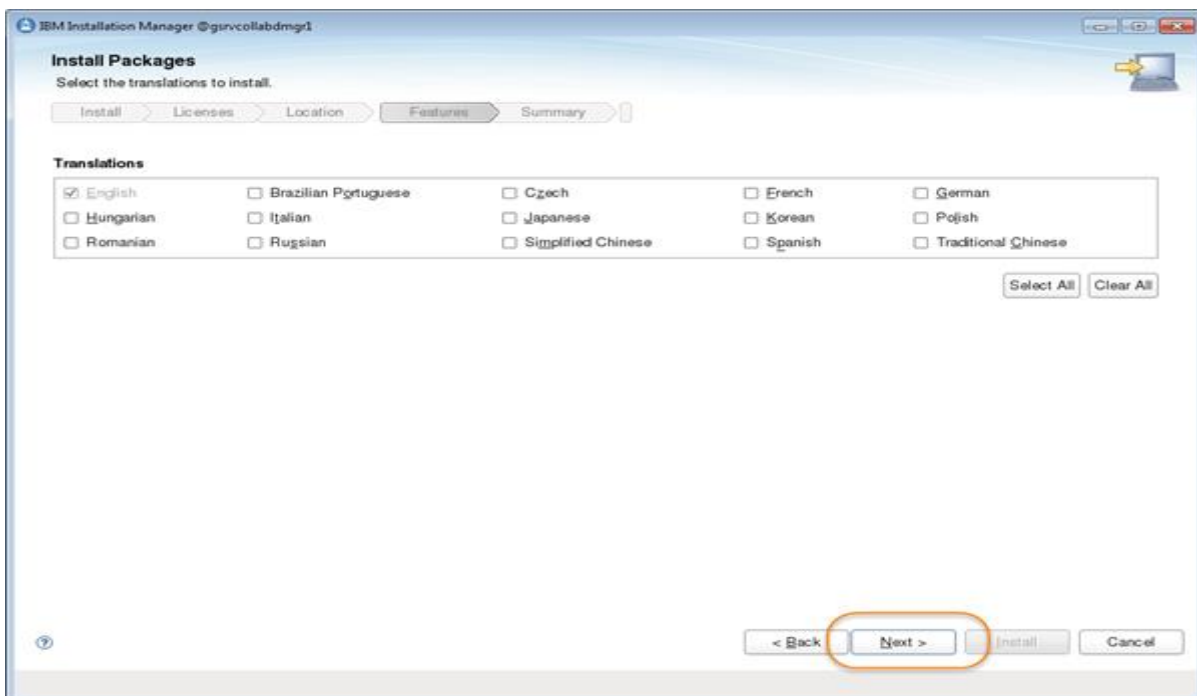 IBM Installation Manager @gsrvcollabdmgr1
Install Packages
Select the translations to install.
Install Licenses Location Features Summary
Translations
English Brazilian Portuguese Czech French German
Hungarian Italian Japanese Korean Polish
Romanian Russian Simplified Chinese Spanish Traditional Chinese
Select All Clear All
< Back Next > Install Cancel